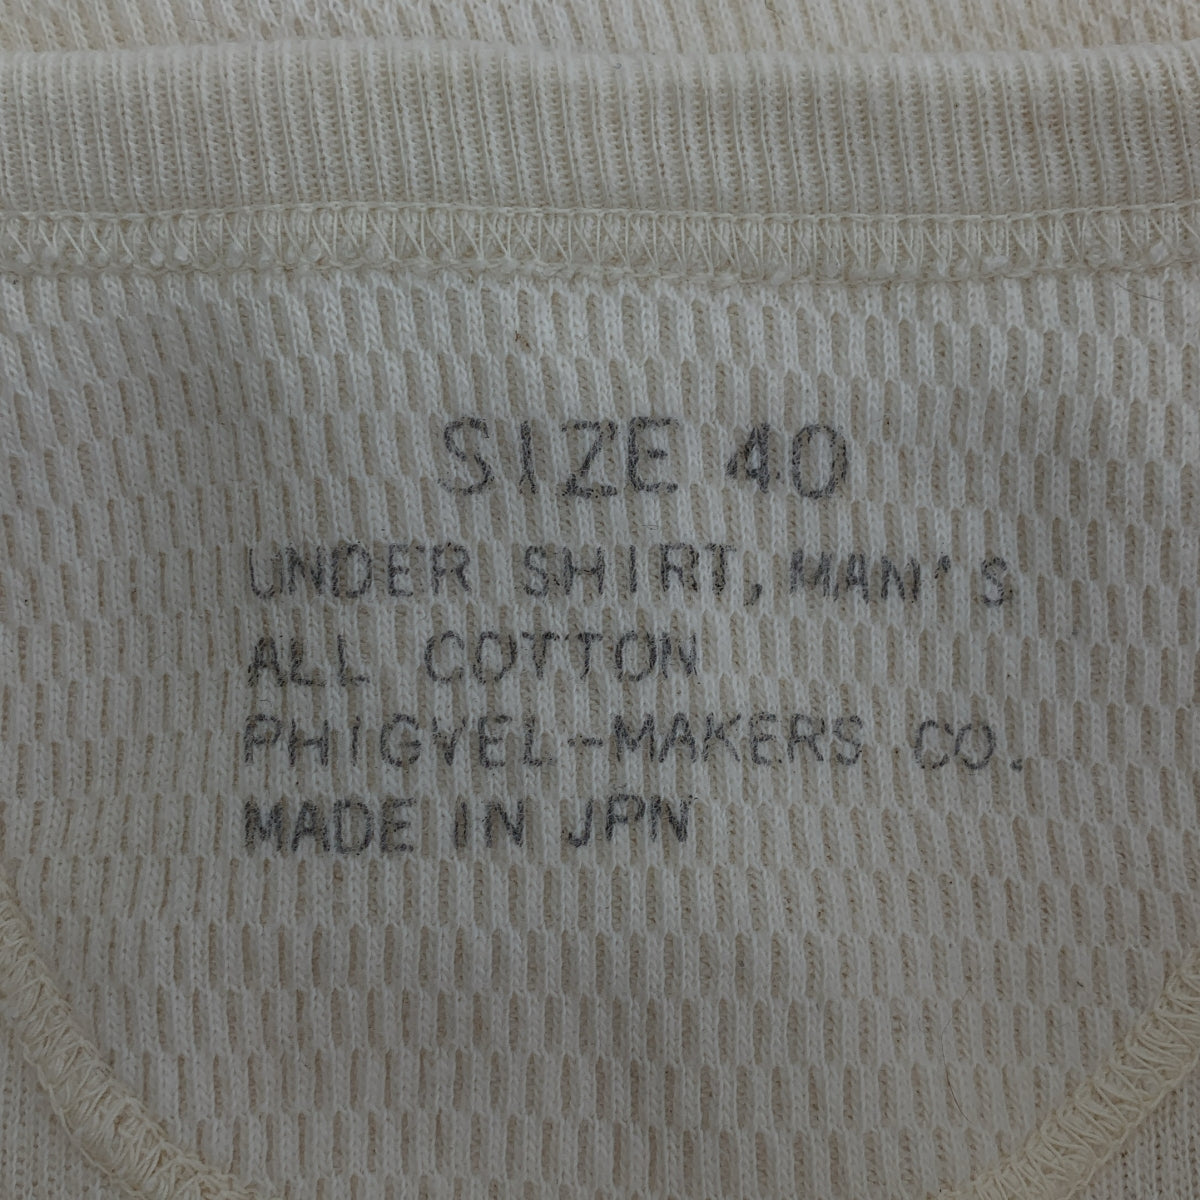 SIZE 40
UNDER SHIRT, MAN'S
ALL COTTON
PHIGVEL-MAKERS CO.
MADE IN JPN